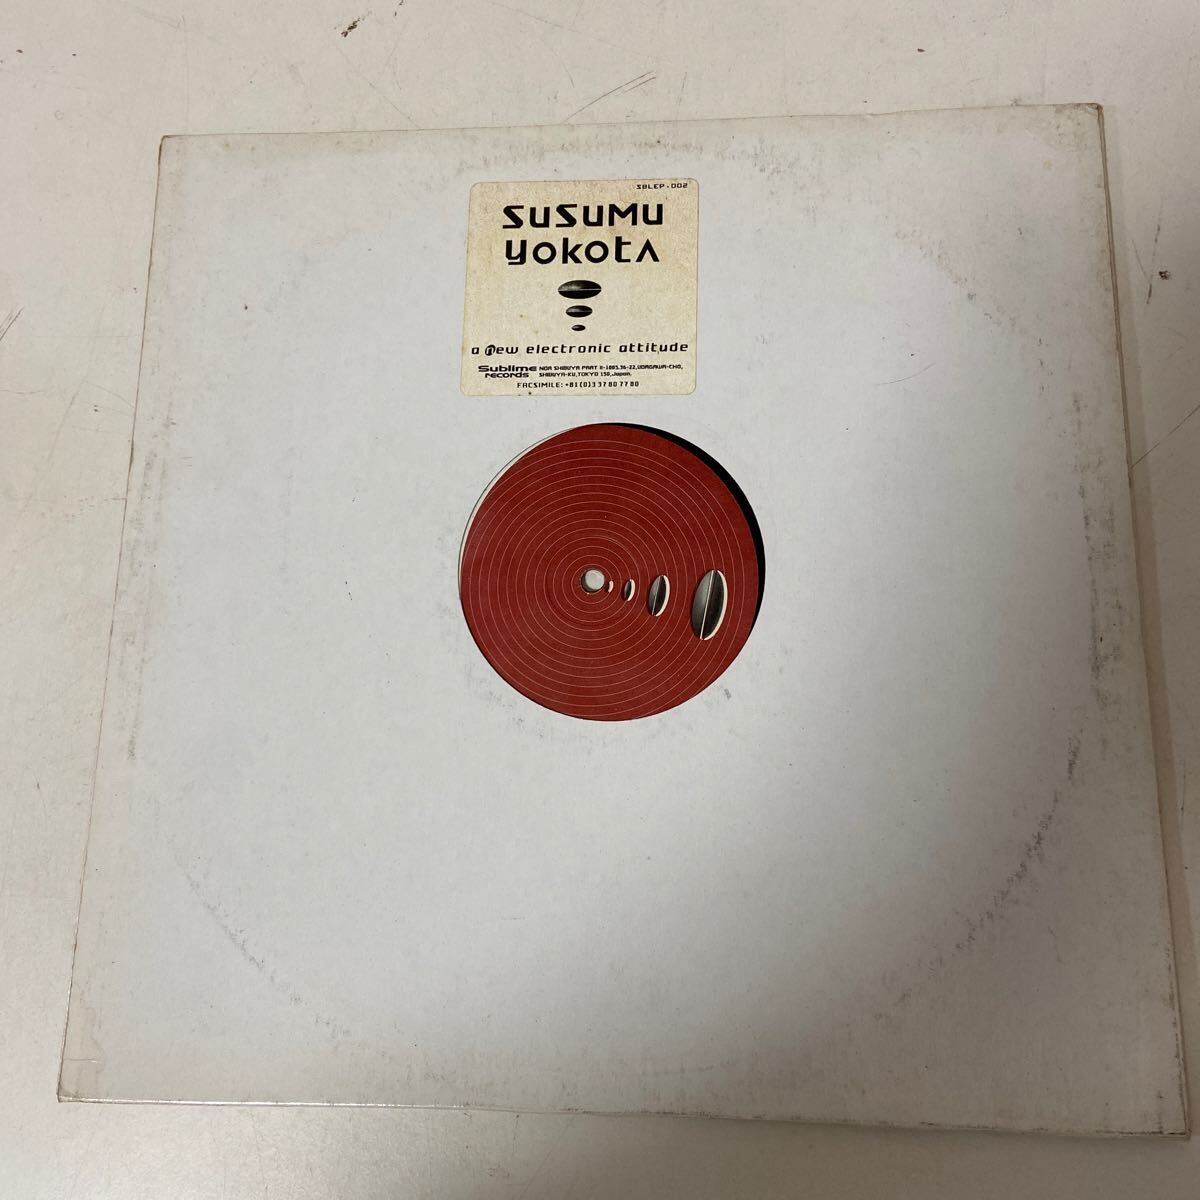 SBLEP.002
SuSuMu
yokotA
a new electronic attitude
Sublime records
NOA SHIBUYA PART II-1003,36-22,UDAGAWA-CHO,
SHIBUYA-KU,TOKYO 150,Japan.
FACSIMILE: +81(0)3 3780 7780